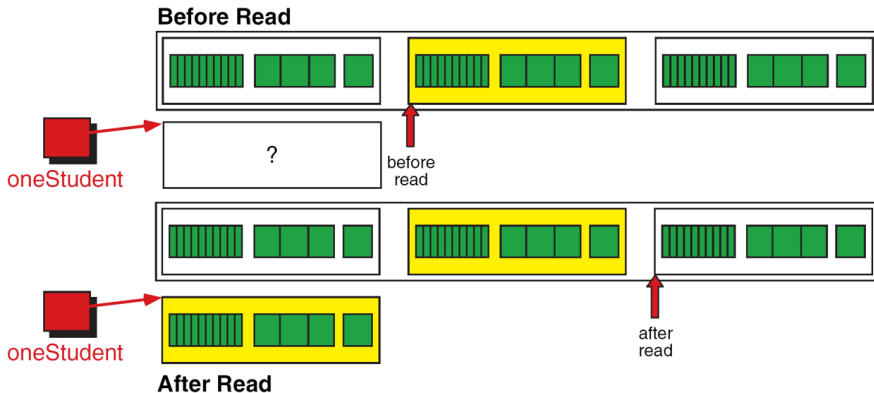 Before Read
?
oneStudent
before
read
oneStudent
after
read
After Read